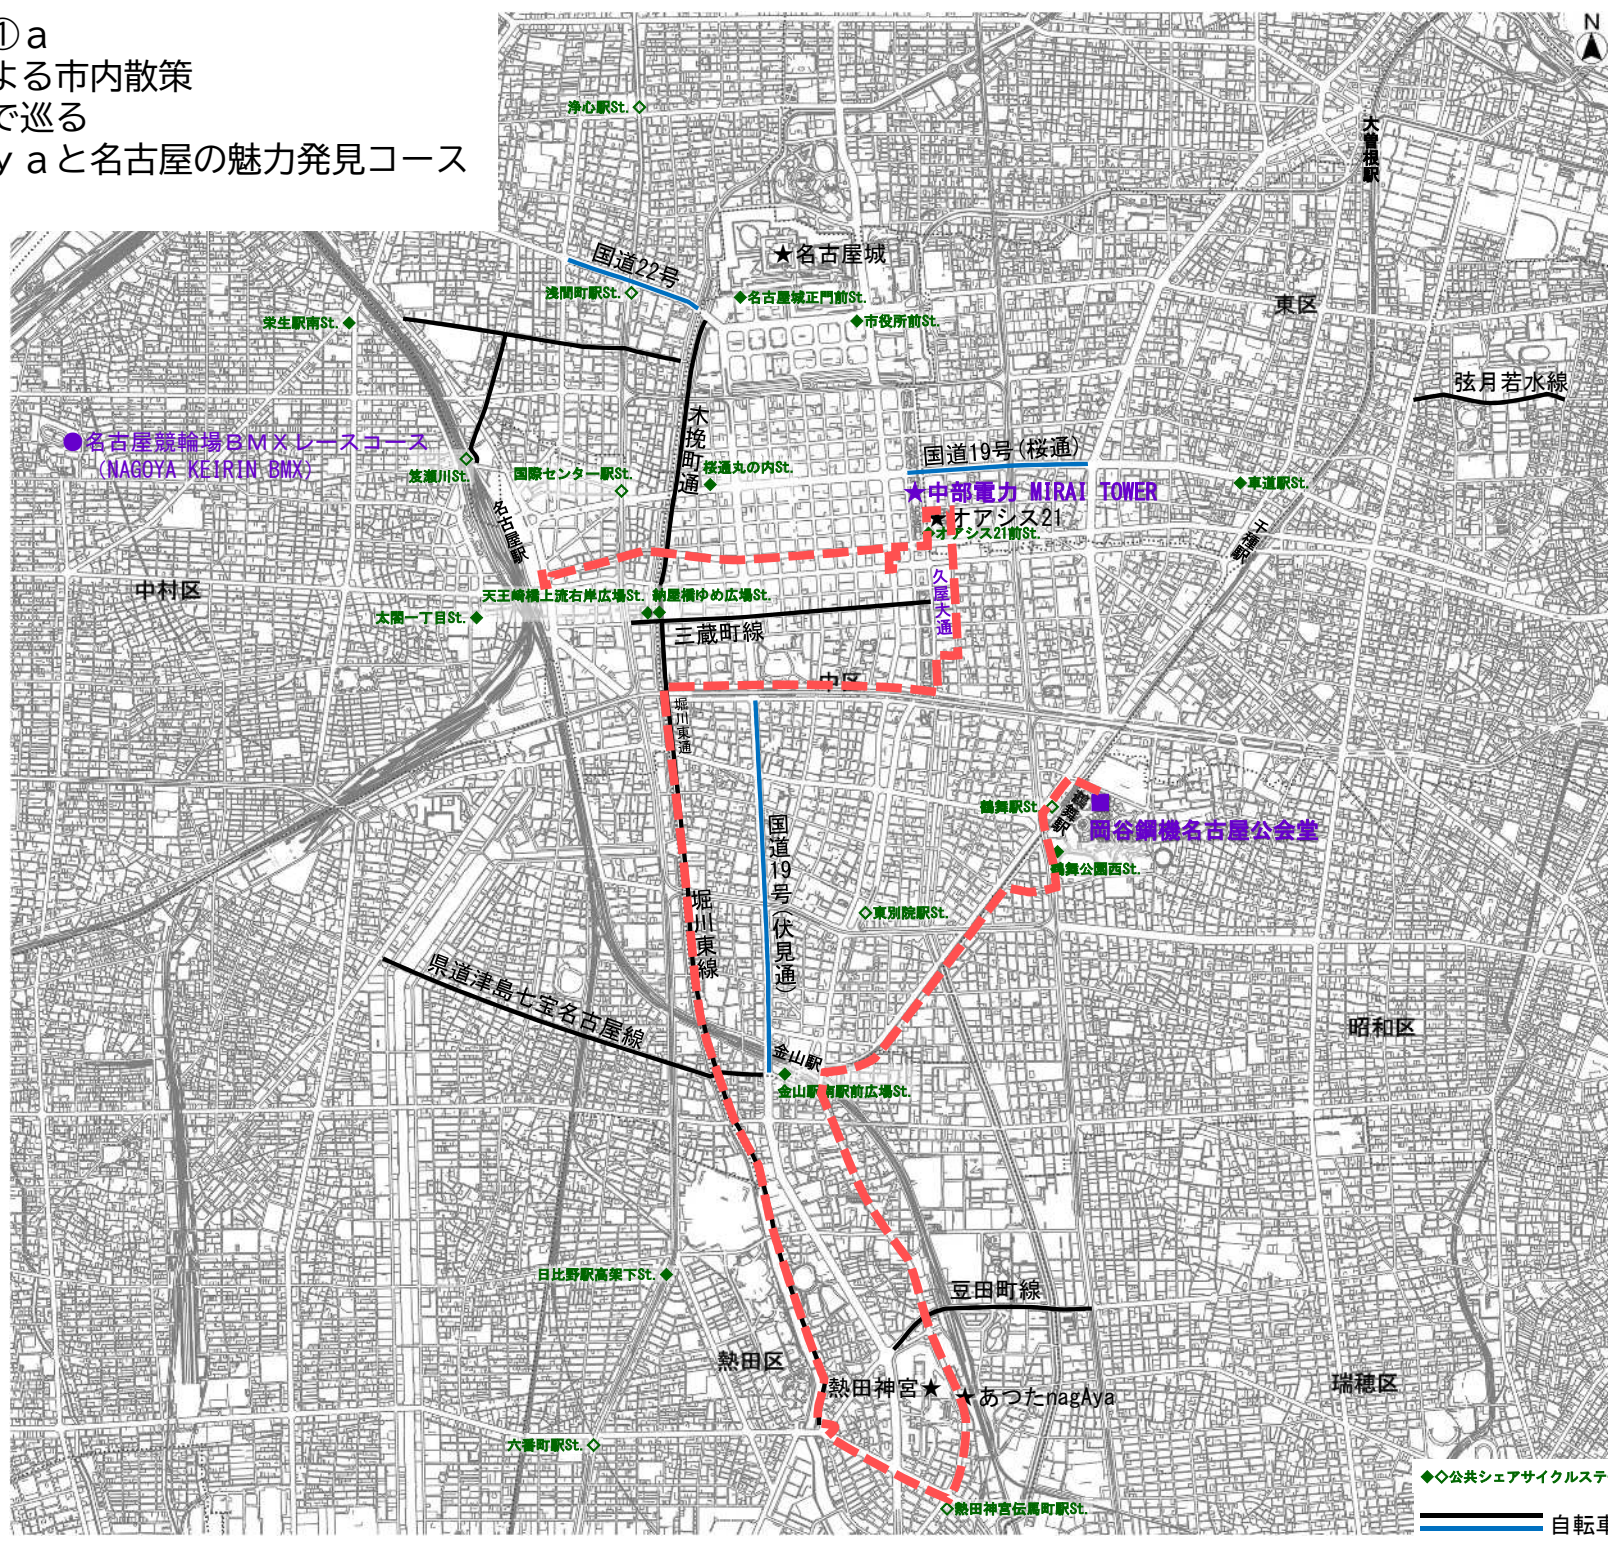 ①a
よる市内散策
で巡る
yaと名古屋の魅力発見コース
N
浄心駅St.◇
大曽根駅
国道22号
★名古屋城
浅間町駅St.◇
◆名古屋城正門前St.
東区
栄生駅南St.◆
◆市役所前St.
弦月若水線
木挽町通
●名古屋競輪場BMXレースコース
(NAGOYA KEIRIN BMX)
国道19号(桜通)
笈瀬川St.
国際センター駅St.
桜通丸の内St.
◆車道駅St.
★中部電力 MIRAI TOWER
★オアシス21
◆オアシス21前St.
名古屋駅
千種駅
中村区
天王崎橋上流右岸広場St.
納屋橋ゆめ広場St.
久屋大通
太閤一丁目St.◆
三蔵町線
中区
堀川東通
鶴舞駅St.◇
鶴舞駅
岡谷鋼機名古屋公会堂
国道19号(伏見通)
鶴舞公園西St.
堀川東線
◇東別院駅St.
県道津島七宝名古屋線
昭和区
金山駅
金山駅南駅前広場St.
日比野駅高架下St.◆
豆田町線
熱田区
熱田神宮★
★あつたnagAya
瑞穂区
六番町駅St.◇
◇熱田神宮伝馬町駅St.
◆◇公共シェアサイクルステ
自転車